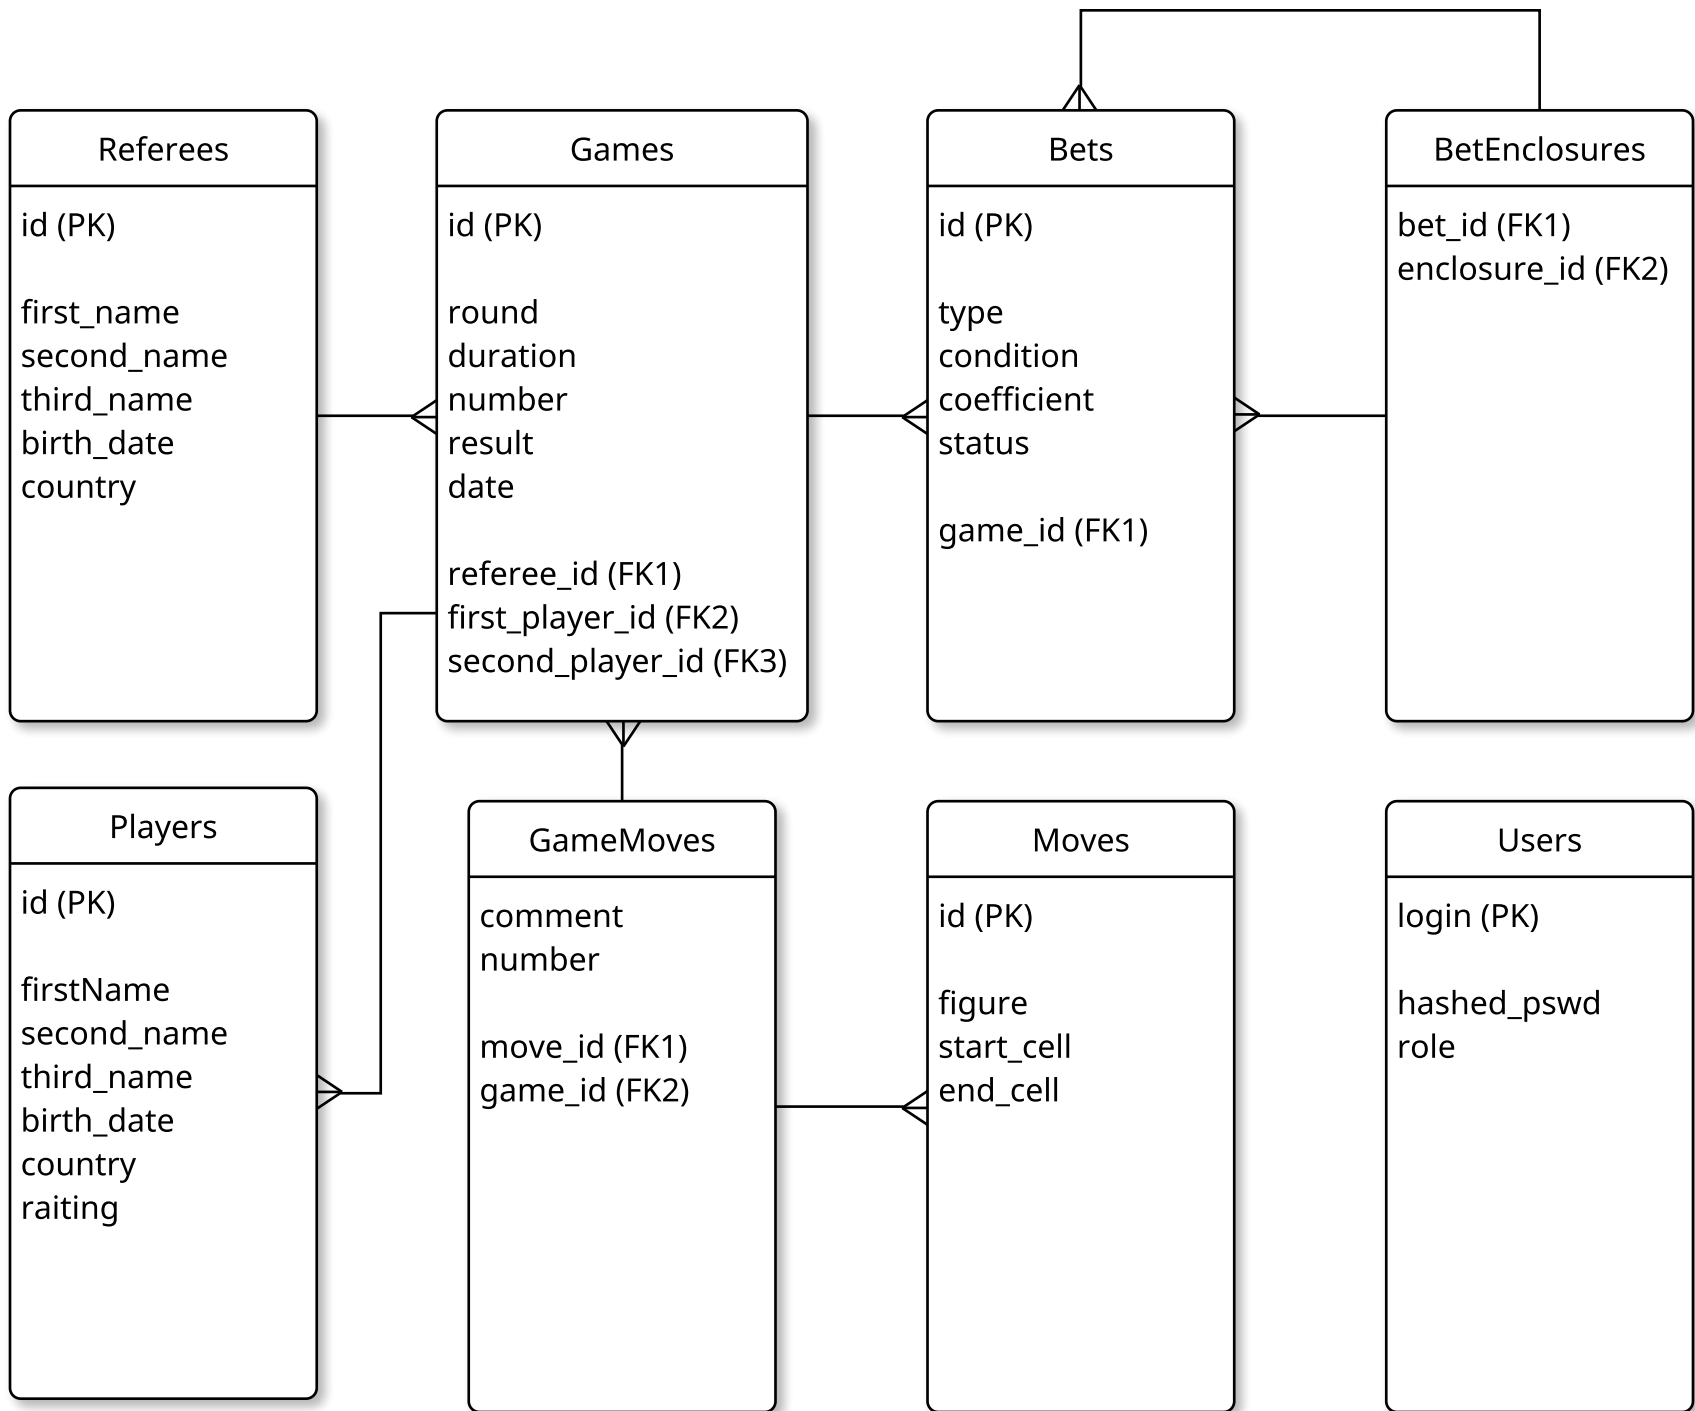 Referees
id (PK)
first_name
second_name
third_name
birth_date
country
Games
id (PK)
round
duration
number
result
date
referee_id (FK1)
first_player_id (FK2)
second_player_id (FK3)
Bets
id (PK)
type
condition
coefficient
status
game_id (FK1)
BetEnclosures
bet_id (FK1)
enclosure_id (FK2)
Players
id (PK)
firstName
second_name
third_name
birth_date
country
raiting
GameMoves
comment
number
move_id (FK1)
game_id (FK2)
Moves
id (PK)
figure
start_cell
end_cell
Users
login (PK)
hashed_pswd
role